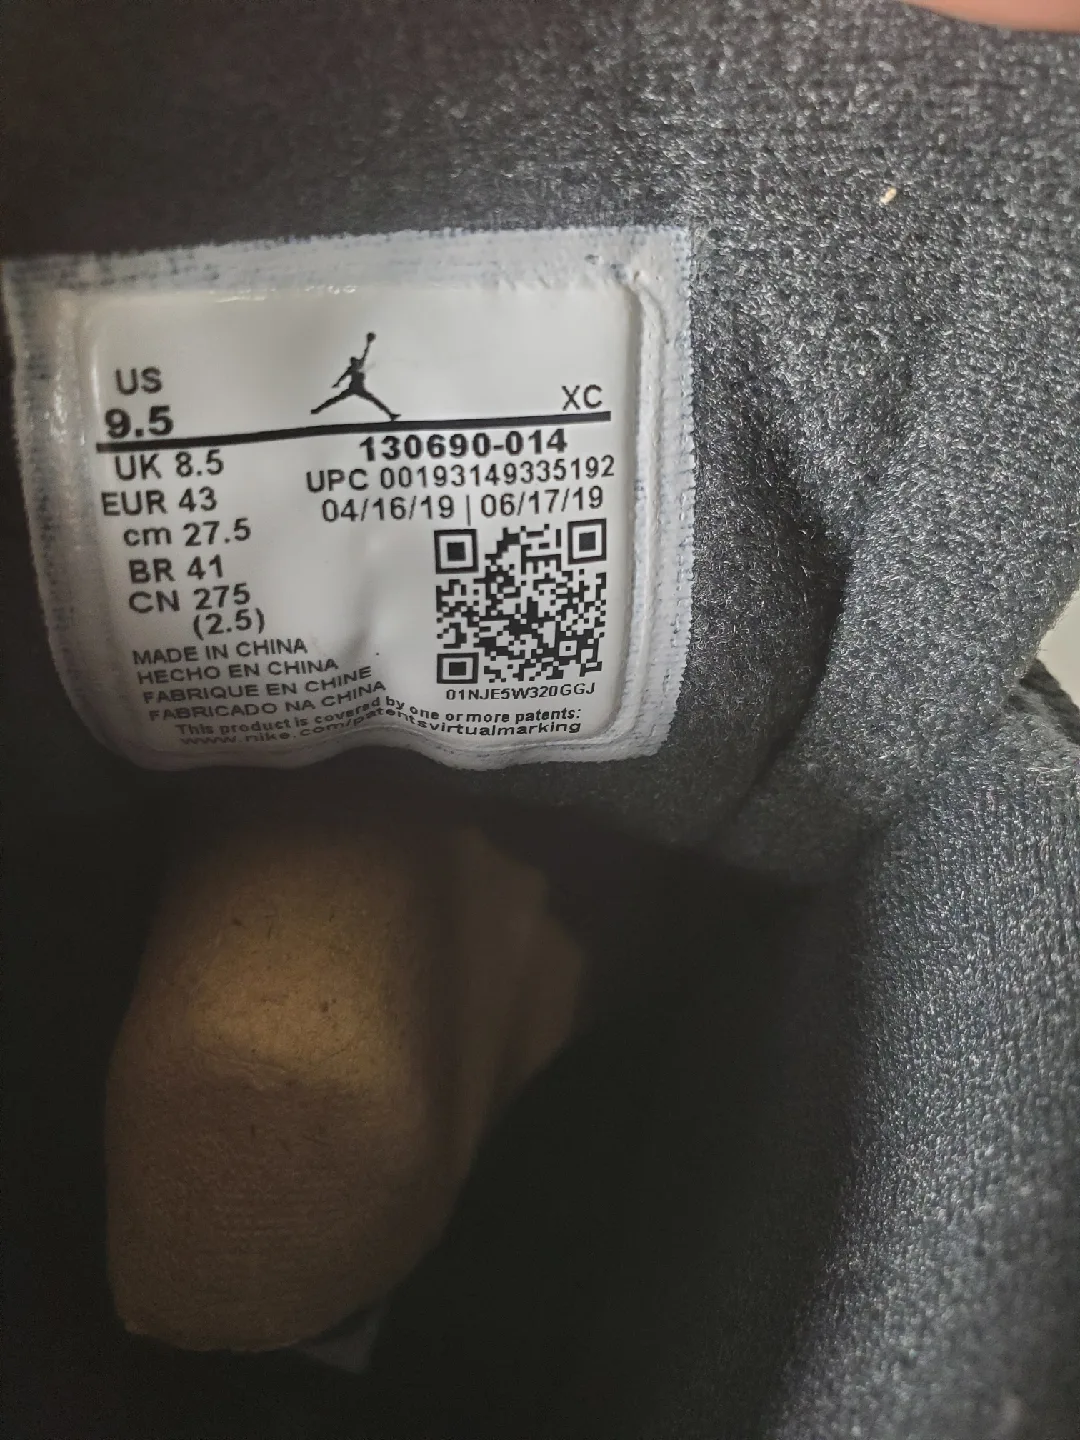 US
9.5
XC
130690-014
UPC 00193149335192
04/16/19 | 06/17/19
UK 8.5
EUR 43
cm 27.5
BR 41
CN 275
(2.5)
MADE IN CHINA
HECHO EN CHINA
FABRIQUE EN CHINE
FABRICADO NA CHINA
01NJE5W320GGJ
This product is covered by one or more patents:
www.nike.com/patentsvirtualmarking